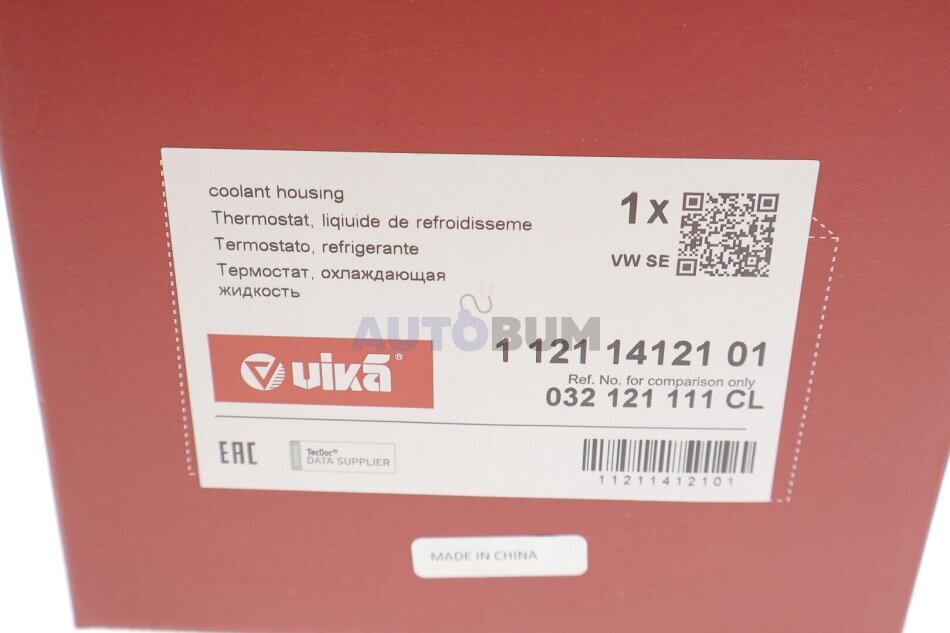 coolant housing
Thermostat, liqiuide de refroidisseme
Termostato, refrigerante
Термостат, охлаждающая
жидкость
1x
VW SE
AUTOBUM
vika®
1 121 14121 01
Ref. No. for comparison only
032 121 111 CL
EAC
TecDoc®
DATA SUPPLIER
11211412101
MADE IN CHINA